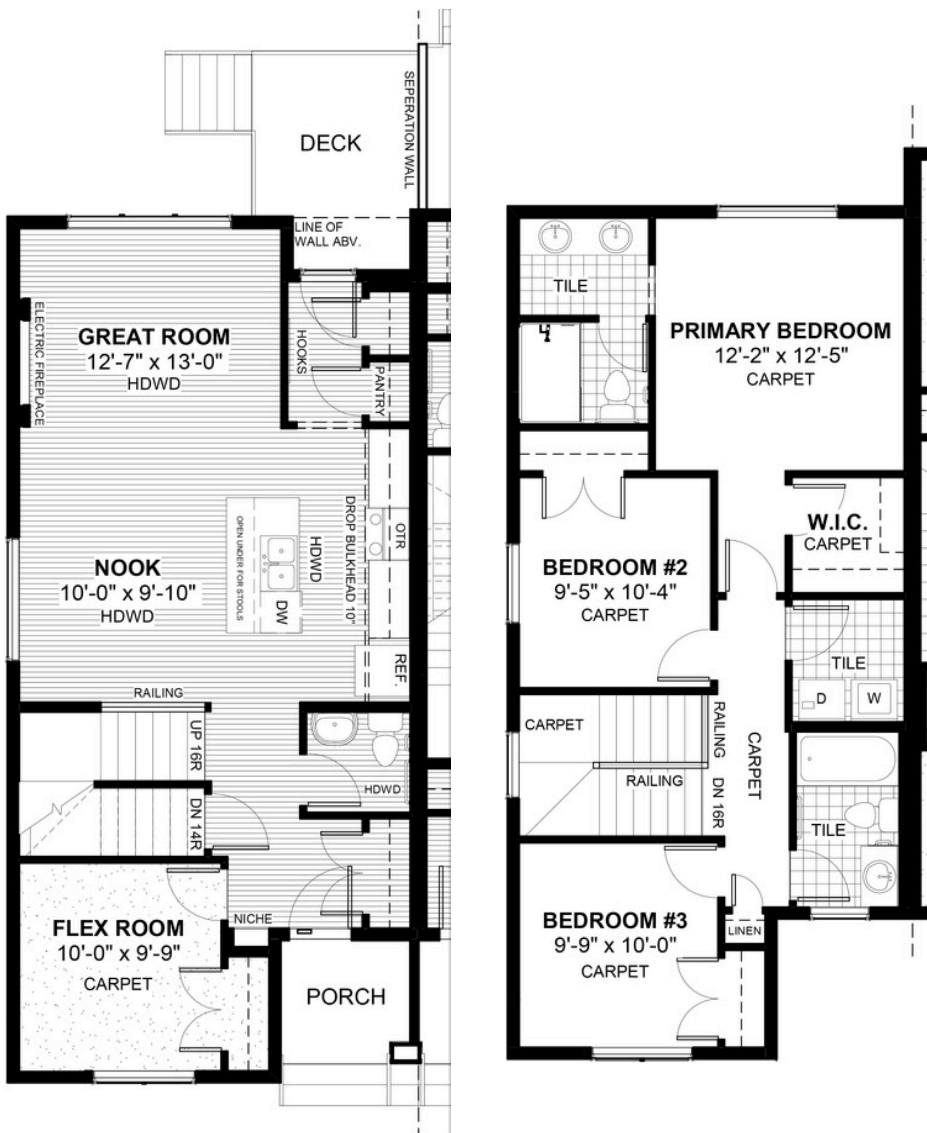 DECK
SEPERATION WALL
LINE OF
WALL ABV.
ELECTRIC FIREPLACE
GREAT ROOM
12'-7" x 13'-0"
HDWD
HOOKS
PANTRY
NOOK
10'-0" x 9'-10"
HDWD
OPEN UNDER FOR STOOLS
DW
HDWD
DROP BULKHEAD 10"
OTR
REF.
RAILING
UP 16R
DN 14R
HDWD
NICHE
FLEX ROOM
10'-0" x 9'-9"
CARPET
PORCH
TILE
PRIMARY BEDROOM
12'-2" x 12'-5"
CARPET
W.I.C.
CARPET
BEDROOM #2
9'-5" x 10'-4"
CARPET
TILE
D
W
CARPET
RAILING
RAILING
DN 16R
CARPET
TILE
LINEN
BEDROOM #3
9'-9" x 10'-0"
CARPET